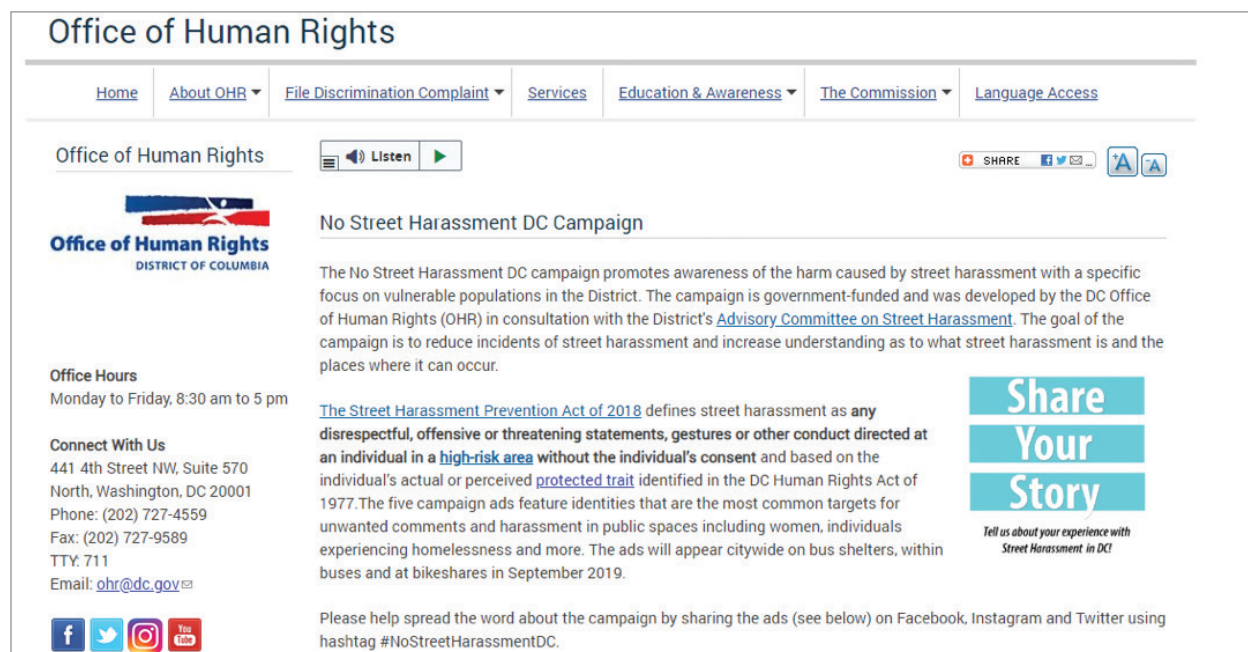 Office of Human Rights
Home
About OHR
File Discrimination Complaint
Services
Education & Awareness
The Commission
Language Access
Office of Human Rights
Office of Human Rights
DISTRICT OF COLUMBIA
Office Hours
Monday to Friday, 8:30 am to 5 pm
Connect With Us
441 4th Street NW, Suite 570
North, Washington, DC 20001
Phone: (202) 727-4559
Fax: (202) 727-9589
TTY: 711
Email: ohr@dc.gov
f
You
Tube
Listen
SHARE
f
...
+A
-A
No Street Harassment DC Campaign
The No Street Harassment DC campaign promotes awareness of the harm caused by street harassment with a specific
focus on vulnerable populations in the District. The campaign is government-funded and was developed by the DC Office
of Human Rights (OHR) in consultation with the District's Advisory Committee on Street Harassment. The goal of the
campaign is to reduce incidents of street harassment and increase understanding as to what street harassment is and the
places where it can occur.
The Street Harassment Prevention Act of 2018 defines street harassment as any
disrespectful, offensive or threatening statements, gestures or other conduct directed at
an individual in a high-risk area without the individual's consent and based on the
individual's actual or perceived protected trait identified in the DC Human Rights Act of
1977.The five campaign ads feature identities that are the most common targets for
unwanted comments and harassment in public spaces including women, individuals
experiencing homelessness and more. The ads will appear citywide on bus shelters, within
buses and at bikeshares in September 2019.
Share
Your
Story
Tell us about your experience with
Street Harassment in DC!
Please help spread the word about the campaign by sharing the ads (see below) on Facebook, Instagram and Twitter using
hashtag #NoStreetHarassmentDC.